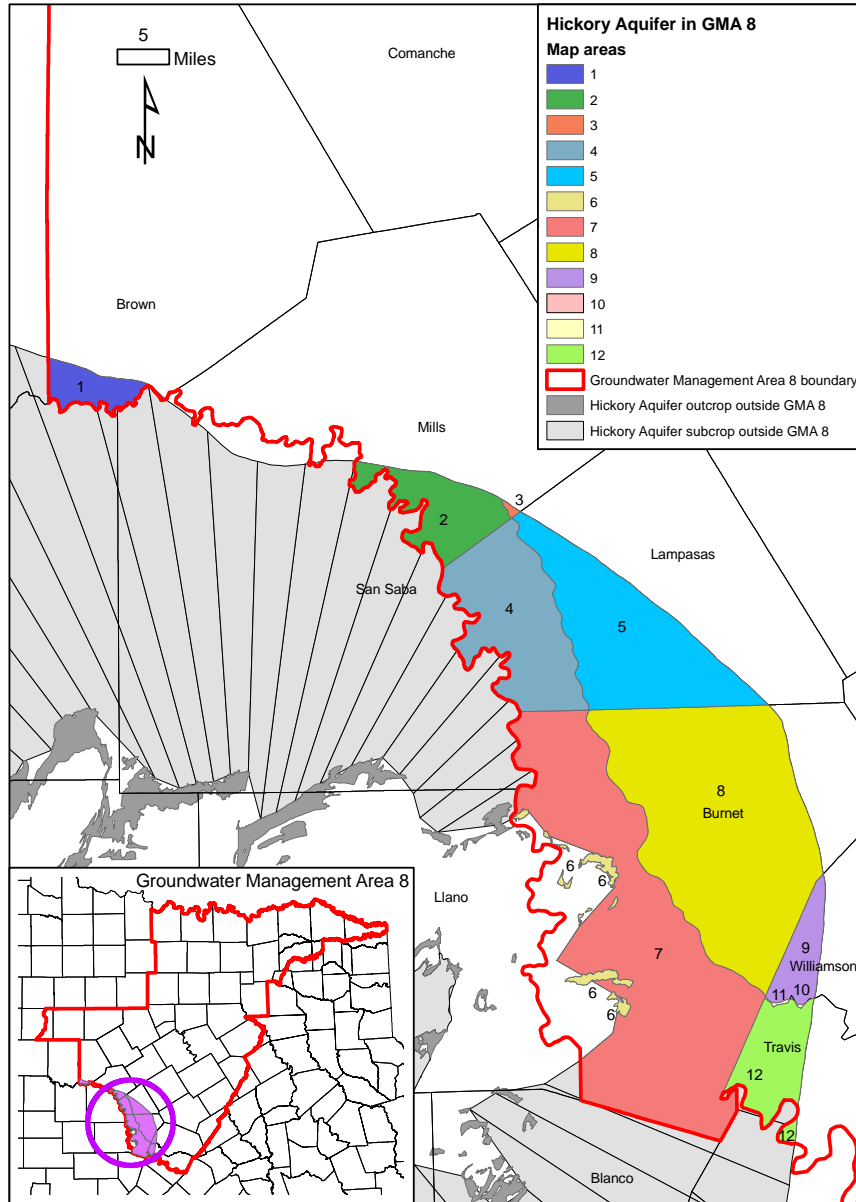 5
Miles
N
Comanche
Hickory Aquifer in GMA 8
Map areas
1
2
3
4
5
6
7
8
9
10
11
12
Groundwater Management Area 8 boundary
Hickory Aquifer outcrop outside GMA 8
Hickory Aquifer subcrop outside GMA 8
Brown
1
Mills
3
2
Lampasas
San Saba
4
5
8
Burnet
6
6
Llano
7
9
Williamson
6
11 10
6
Travis
12
12
Blanco
Groundwater Management Area 8